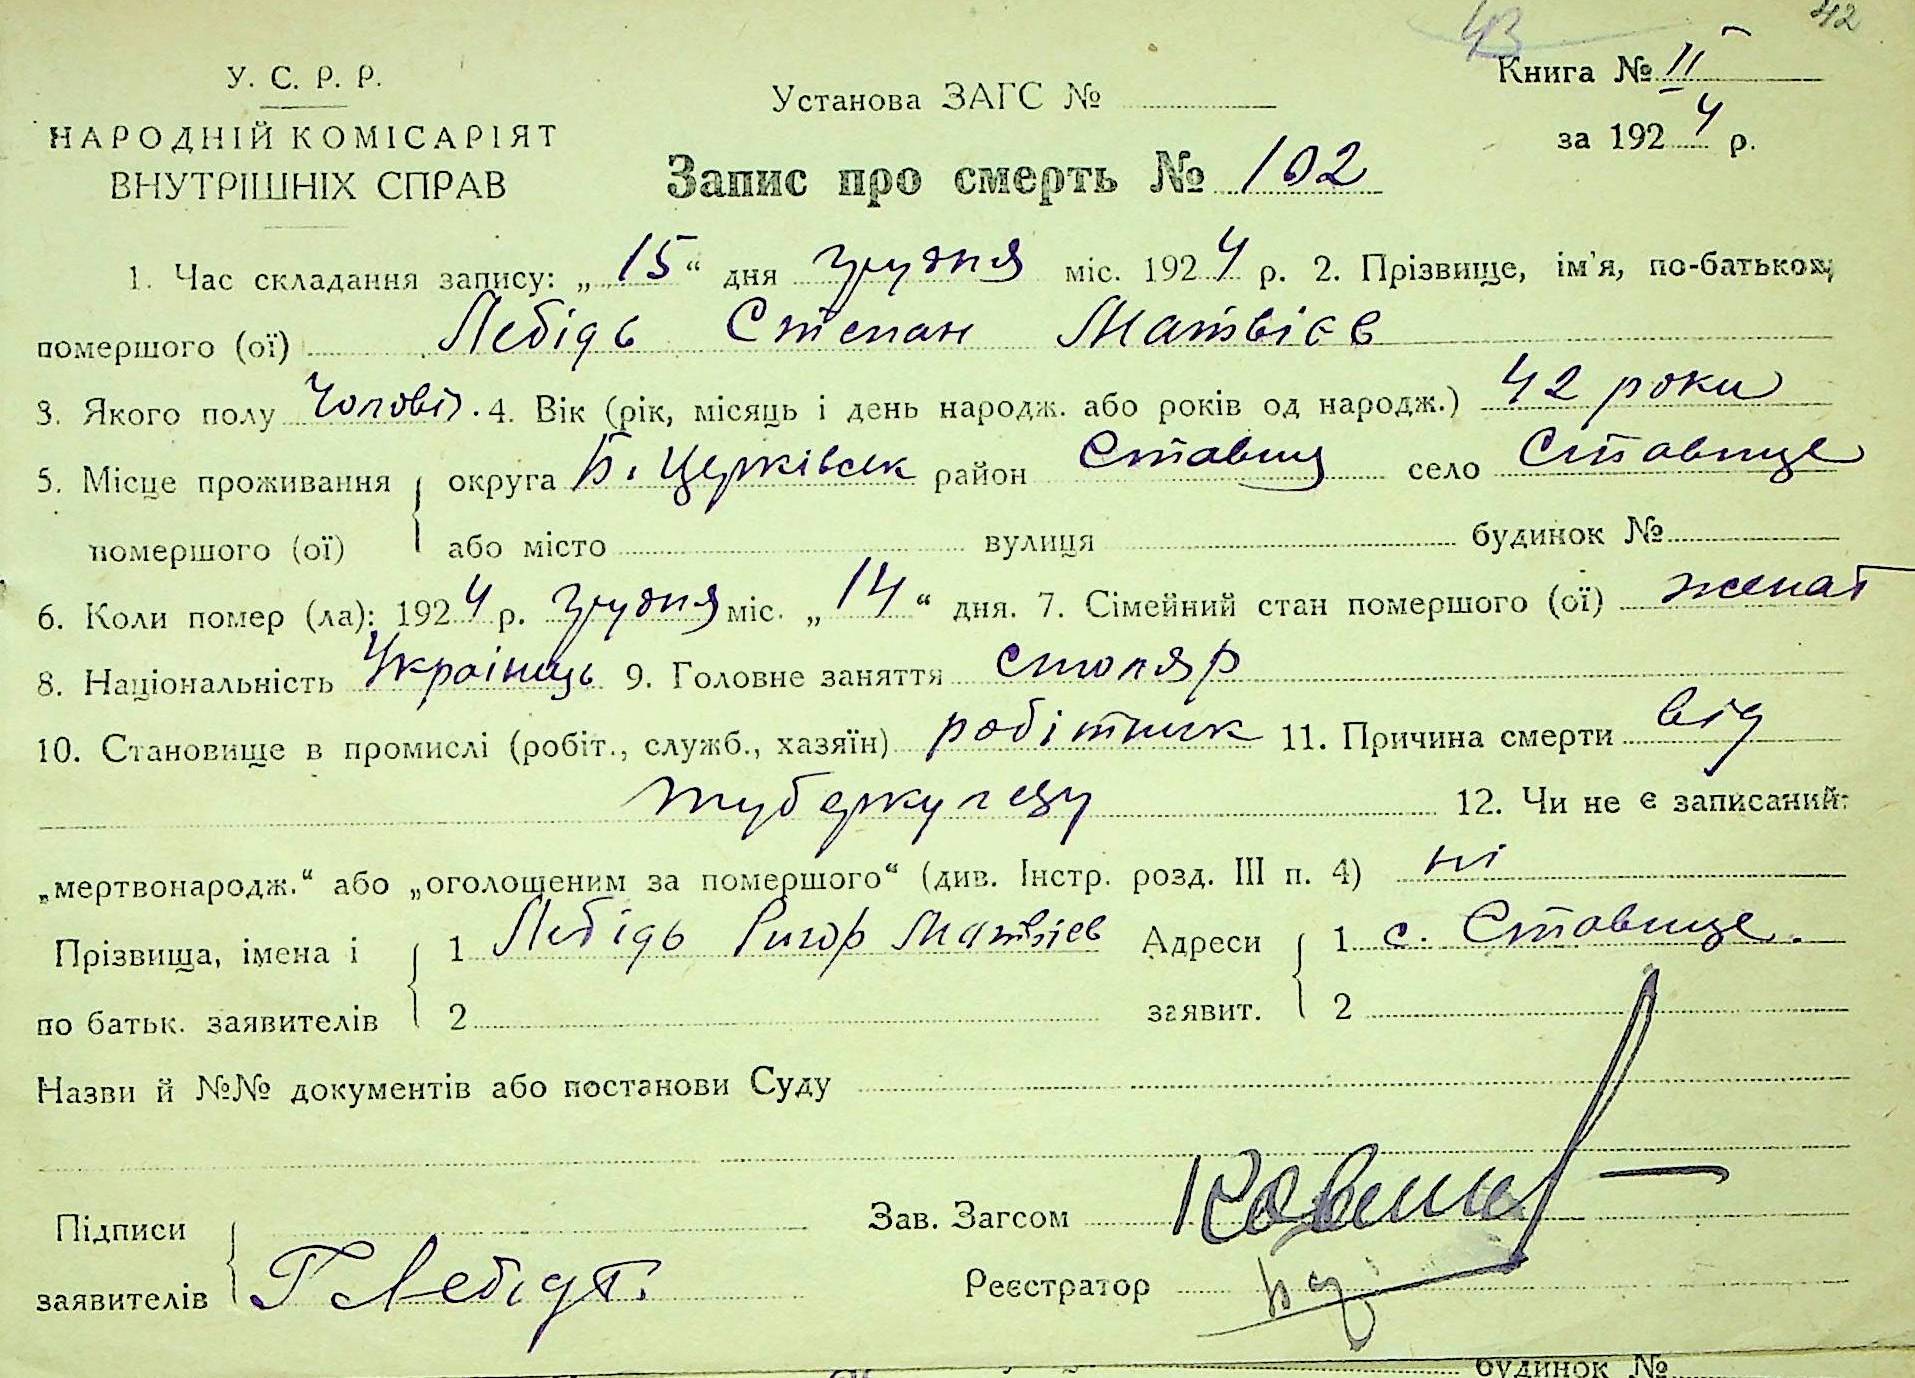 43
42
У. С. Р. Р.
НАРОДНІЙ КОМІСАРІЯТ
ВНУТРІШНІХ СПРАВ
Установа ЗАГС №
Книга № II
за 1924 р.
Запис про смерть № 102
1. Час складання запису: „15“ дня грудня міс. 1924 р. 2. Прізвище, ім'я, по-батькові,
помершого (ої) Лебідь Степан Матвієв
3. Якого полу Чоловіч. 4. Вік (рік, місяць і день народж. або років од народж.) 42 роки
5. Місце проживання округа Б. Церківськ район Ставищ село Ставище
помершого (ої) або місто вулиця будинок №
6. Коли помер (ла): 1924 р. грудня міс. „14“ дня. 7. Сімейний стан помершого (ої) женат
8. Національність Українець 9. Головне заняття столяр
10. Становище в промислі (робіт., служб., хазяїн) робітник 11. Причина смерти від
туберкулезу 12. Чи не є записаний:
„мертвонародж.“ або „оголошеним за помершого“ (див. Інстр. розд. III п. 4) ні
Прізвища, імена і 1 Лебідь Григор Матвієв Адреси 1 с. Ставище.
по батьк. заявителів 2 заявит. 2
Назви й №№ документів або постанови Суду
Підписи Зав. Загсом
заявителів Г Лебідь. Реєстратор
будинок №